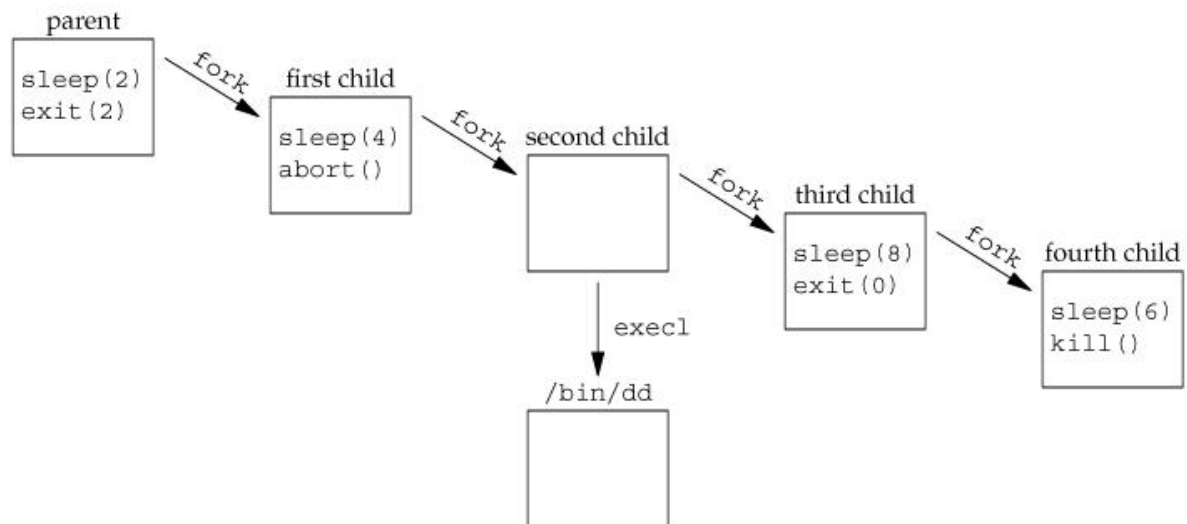 parent
sleep(2)
exit(2)
fork
first child
sleep(4)
abort()
fork
second child
fork
third child
sleep(8)
exit(0)
fork
fourth child
sleep(6)
kill()
execl
/bin/dd